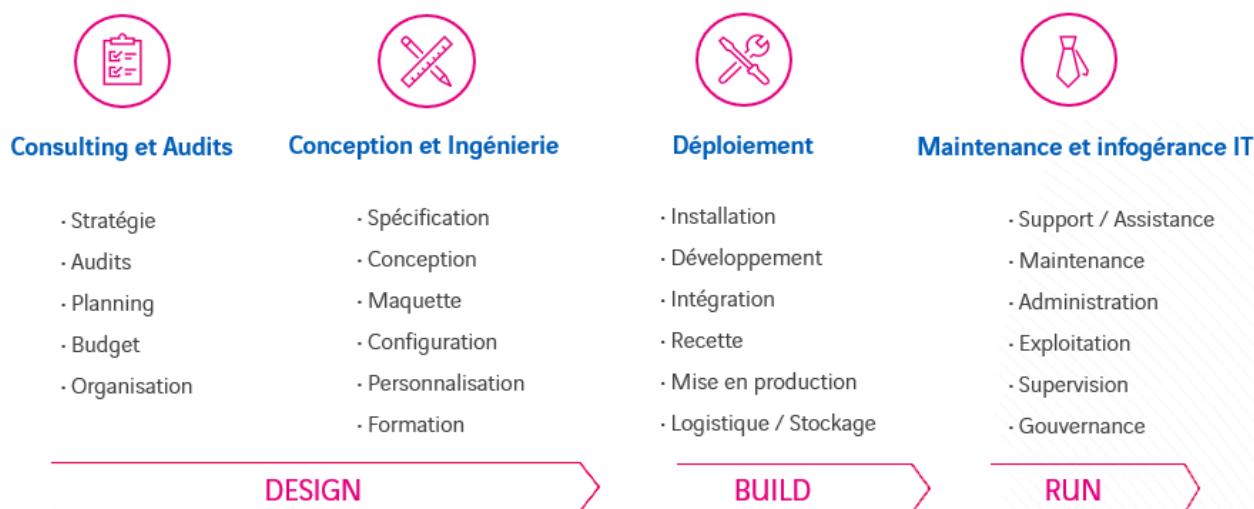 Consulting et Audits
· Stratégie
· Audits
· Planning
· Budget
· Organisation
Conception et Ingénierie
· Spécification
· Conception
· Maquette
· Configuration
· Personnalisation
· Formation
Déploiement
· Installation
· Développement
· Intégration
· Recette
· Mise en production
· Logistique / Stockage
Maintenance et infogérance IT
· Support / Assistance
· Maintenance
· Administration
· Exploitation
· Supervision
· Gouvernance
DESIGN
BUILD
RUN